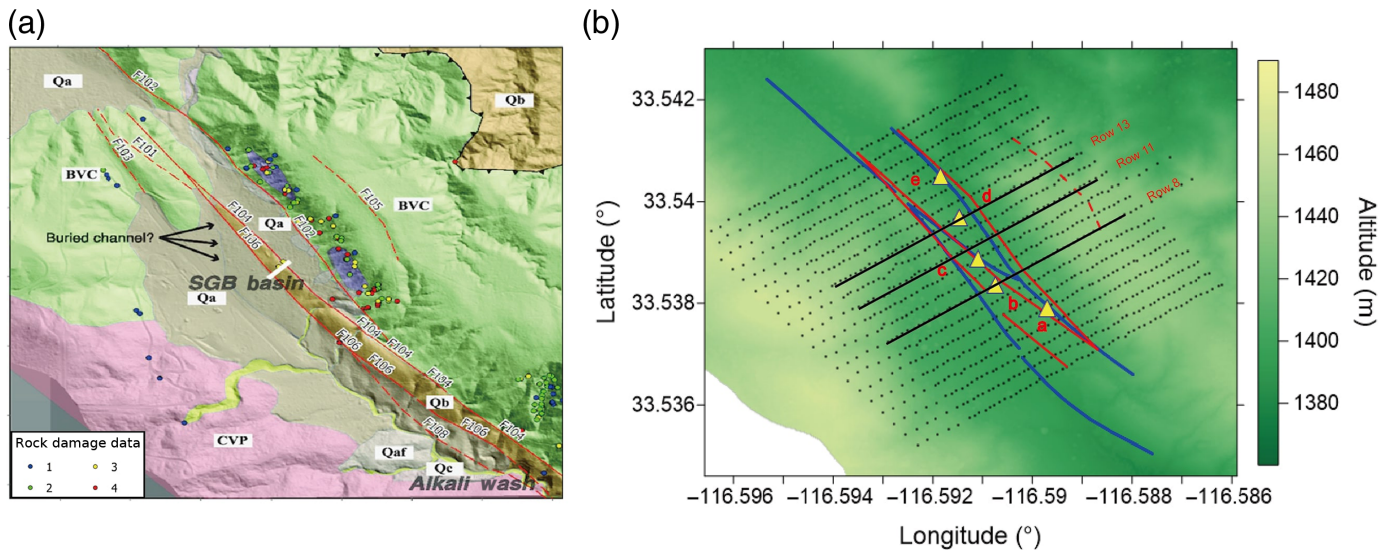 (a)
Qa
F102
Qb
F101
F103
BVC
F105
BVC
F104
Qa
F102
F106
Buried channel?
SGB basin
Qa
F104
F104
F106
F106
F104
Qb
F106
F104
F108
CVP
Qaf
Qc
Alkali wash
Rock damage data
1
3
2
4
(b)
Row 13
Row 11
Row 8
e
d
c
b
a
33.542
33.54
33.538
33.536
Latitude (°)
−116.596
−116.594
−116.592
−116.59
−116.588
−116.586
Longitude (°)
1480
1460
1440
1420
1400
1380
Altitude (m)